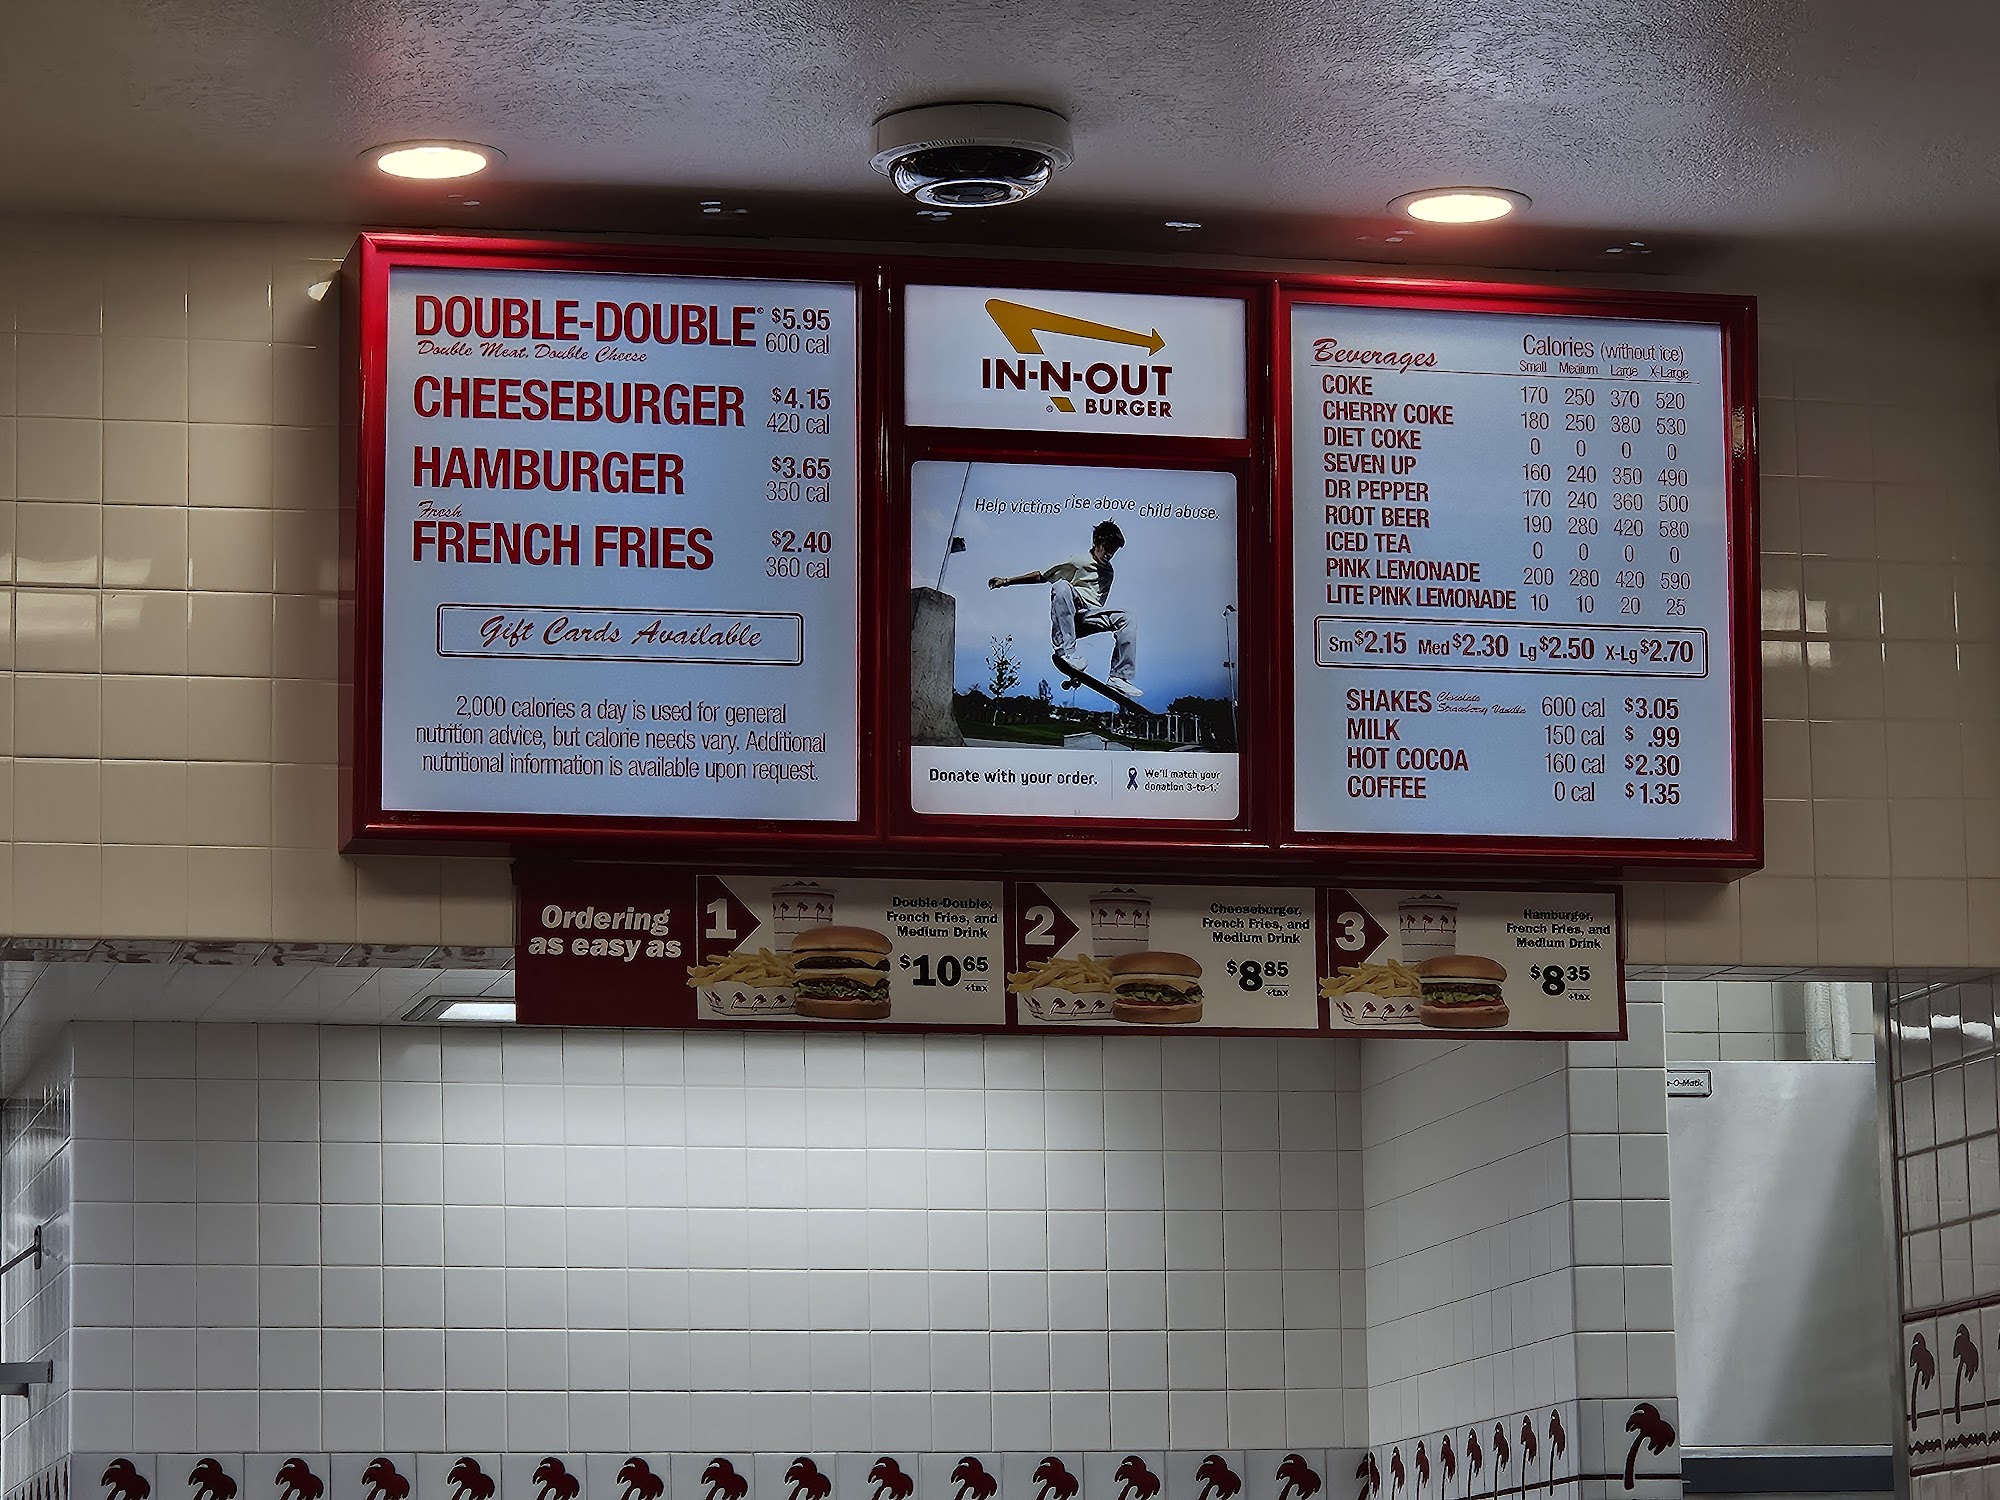 DOUBLE-DOUBLE® $5.95
Double Meat, Double Cheese 600 cal
CHEESEBURGER $4.15
420 cal
HAMBURGER $3.65
350 cal
Fresh
FRENCH FRIES $2.40
360 cal
Gift Cards Available
2,000 calories a day is used for general
nutrition advice, but calorie needs vary. Additional
nutritional information is available upon request.
IN-N-OUT
® BURGER
Help victims rise above child abuse.
Donate with your order.
We'll match your
donation 3-to-1.
Beverages Calories (without ice)
Small Medium Large X-Large
COKE 170 250 370 520
CHERRY COKE 180 250 380 530
DIET COKE 0 0 0 0
SEVEN UP 160 240 350 490
DR PEPPER 170 240 360 500
ROOT BEER 190 280 420 580
ICED TEA 0 0 0 0
PINK LEMONADE 200 280 420 590
LITE PINK LEMONADE 10 10 20 25
Sm $2.15 Med $2.30 Lg $2.50 X-Lg $2.70
SHAKES Chocolate Strawberry Vanilla 600 cal $3.05
MILK 150 cal $ .99
HOT COCOA 160 cal $2.30
COFFEE 0 cal $1.35
Ordering
as easy as
1
Double-Double,
French Fries, and
Medium Drink
$10.65
+tax
2
Cheeseburger,
French Fries, and
Medium Drink
$8.85
+tax
3
Hamburger,
French Fries, and
Medium Drink
$8.35
+tax
-O-Matic